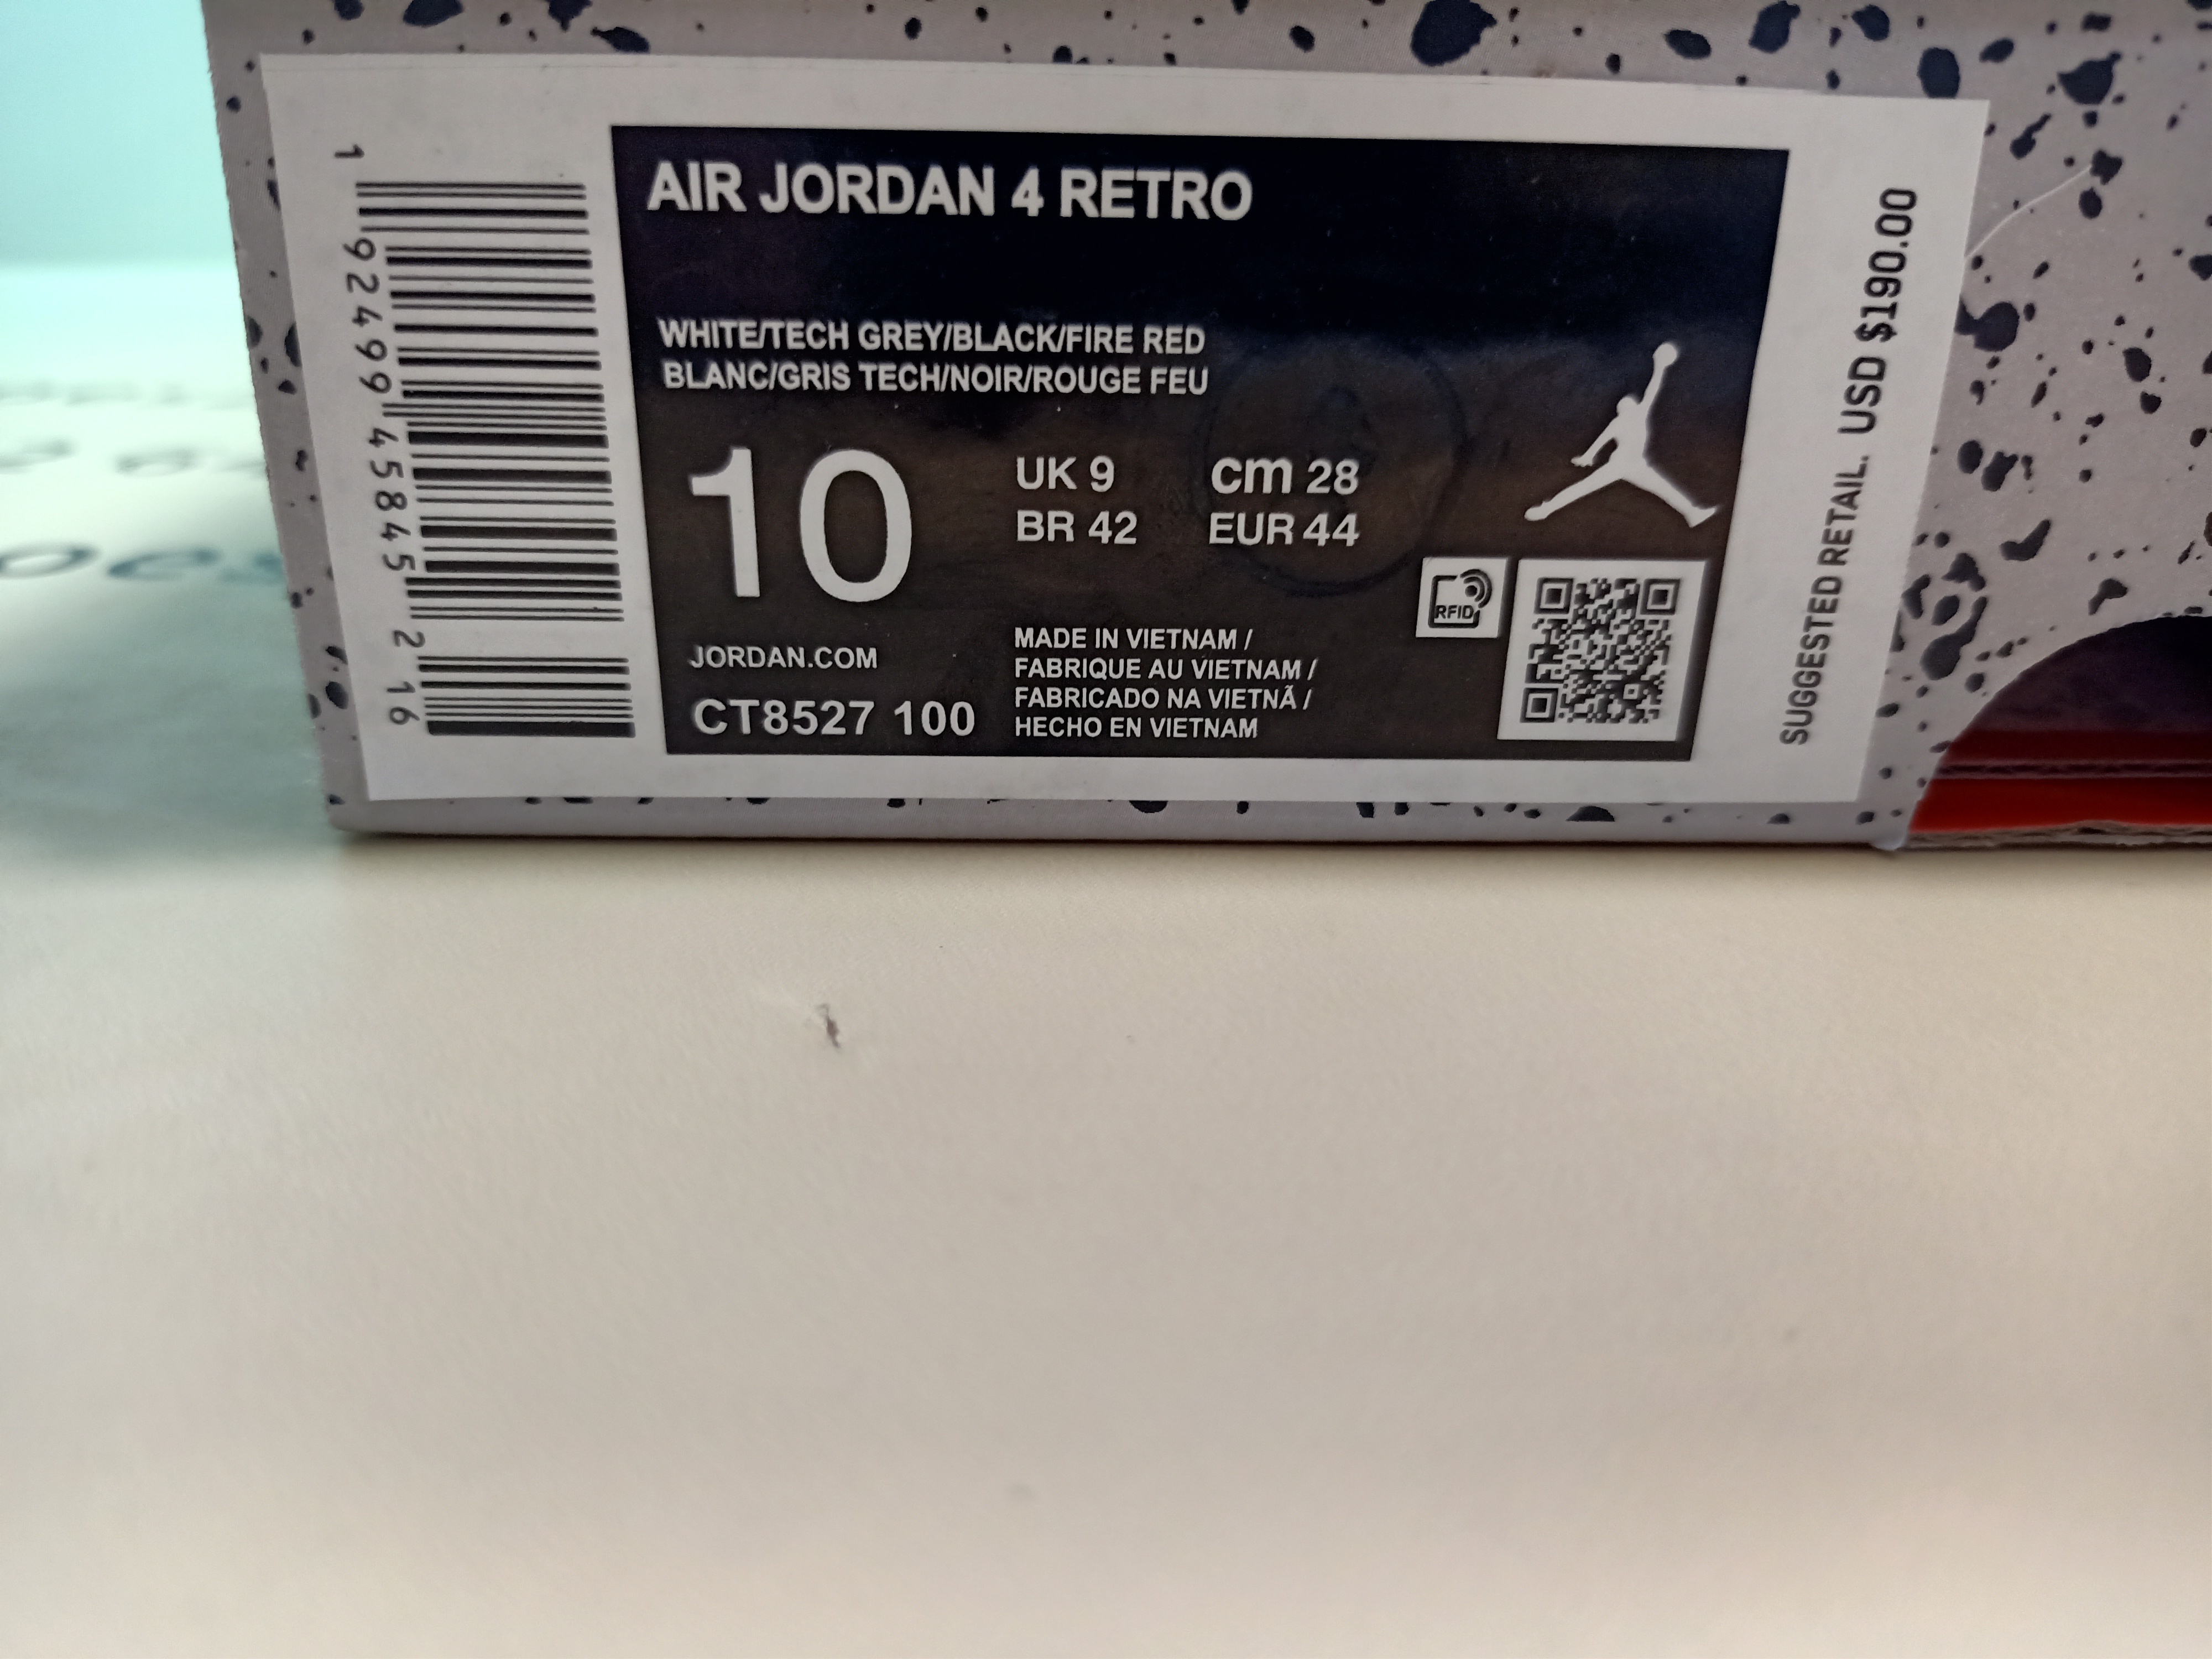 1 92499 45845 2 16
AIR JORDAN 4 RETRO
WHITE/TECH GREY/BLACK/FIRE RED
BLANC/GRIS TECH/NOIR/ROUGE FEU
10
UK 9
cm 28
BR 42
EUR 44
JORDAN.COM
CT8527 100
MADE IN VIETNAM /
FABRIQUE AU VIETNAM /
FABRICADO NA VIETNÃ /
HECHO EN VIETNAM
RFID
SUGGESTED RETAIL. USD $190.00